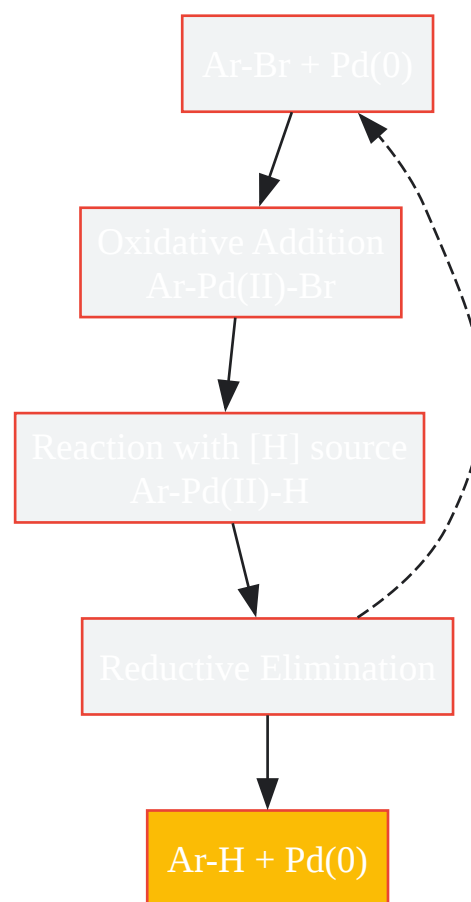 Ar-Br + Pd(0)
Oxidative Addition
Ar-Pd(II)-Br
Reaction with [H] source
Ar-Pd(II)-H
Reductive Elimination
Ar-H + Pd(0)